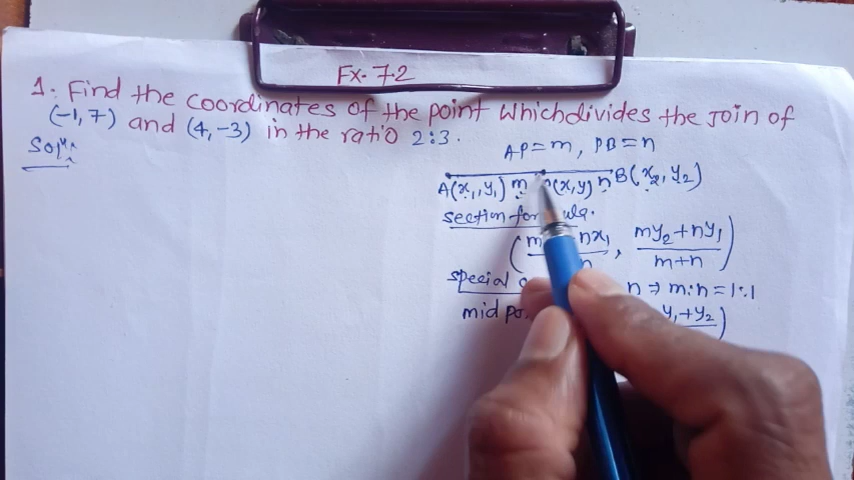 EX- 7.2
1. Find the coordinates of the point which divides the Join of
(-1, 7) and (4, -3) in the ratio 2:3.
Solⁿ:
AP=m, PB=n
A(x₁, y₁) m (x, y) n B(x₂, y₂)
section
nx₁ , my₂+ny₁
n m+n
special n ⇒ m:n = 1:1
mid y₁+y₂